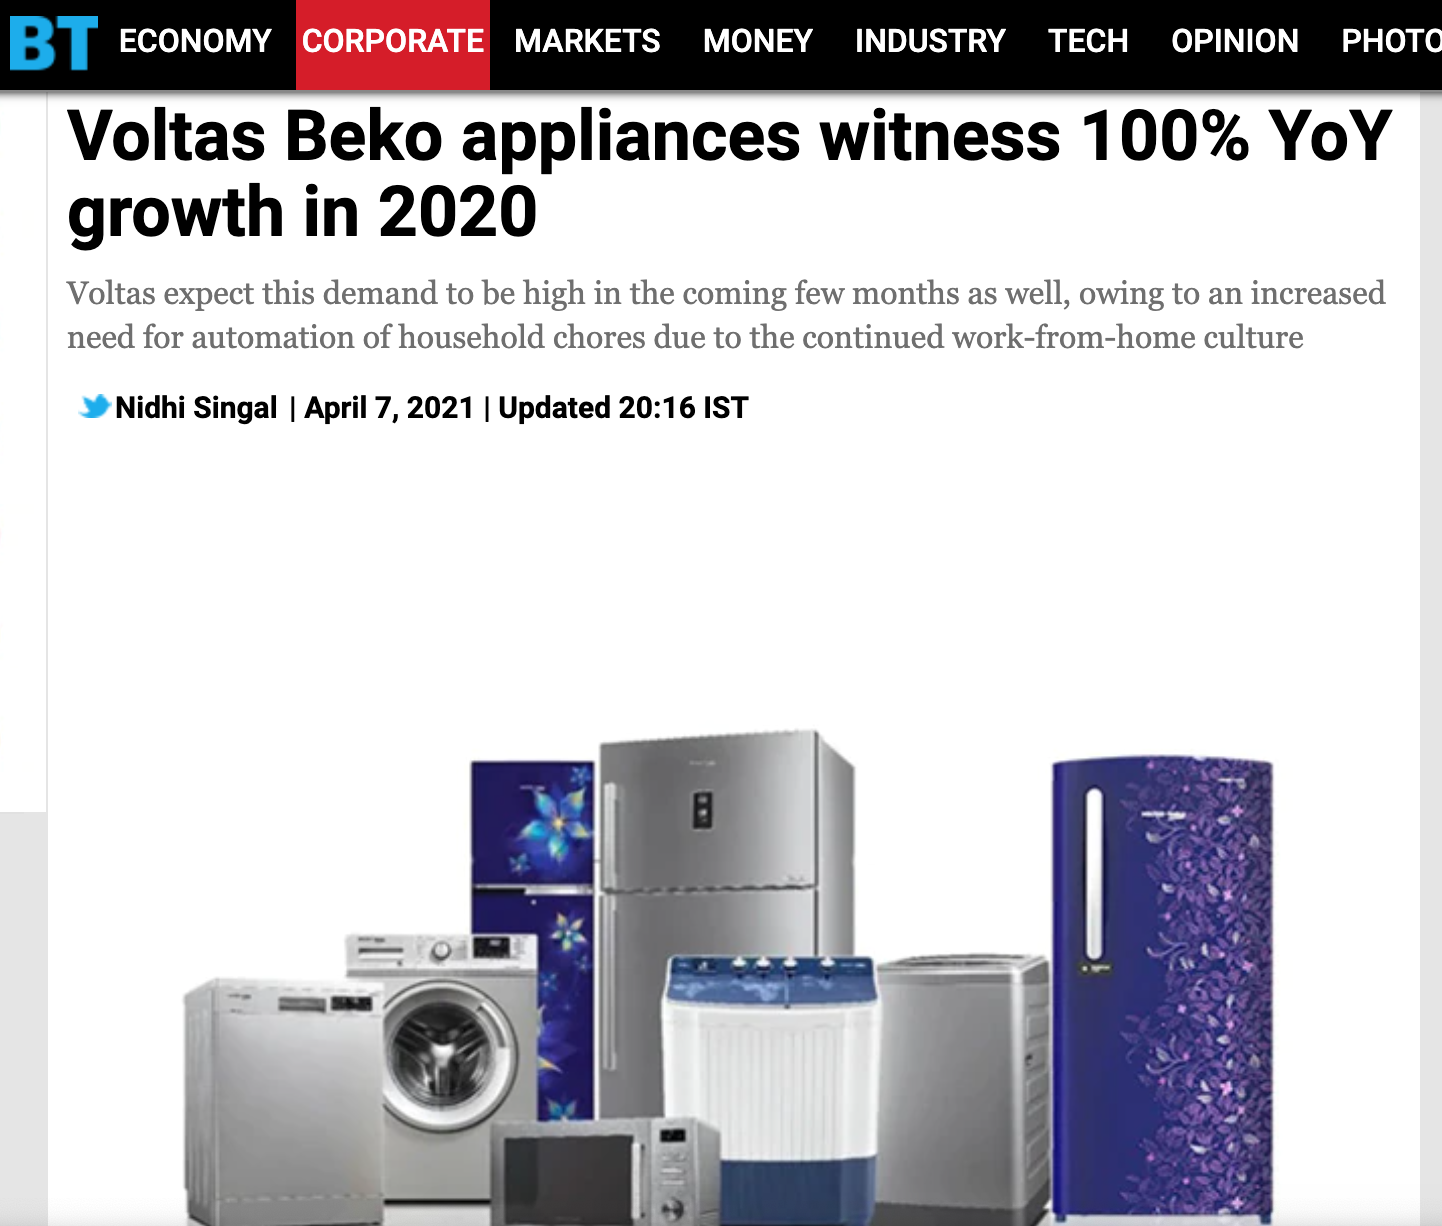 BT ECONOMY CORPORATE MARKETS MONEY INDUSTRY TECH OPINION PHOTO
Voltas Beko appliances witness 100% YoY
growth in 2020
Voltas expect this demand to be high in the coming few months as well, owing to an increased
need for automation of household chores due to the continued work-from-home culture
Nidhi Singal | April 7, 2021 | Updated 20:16 IST